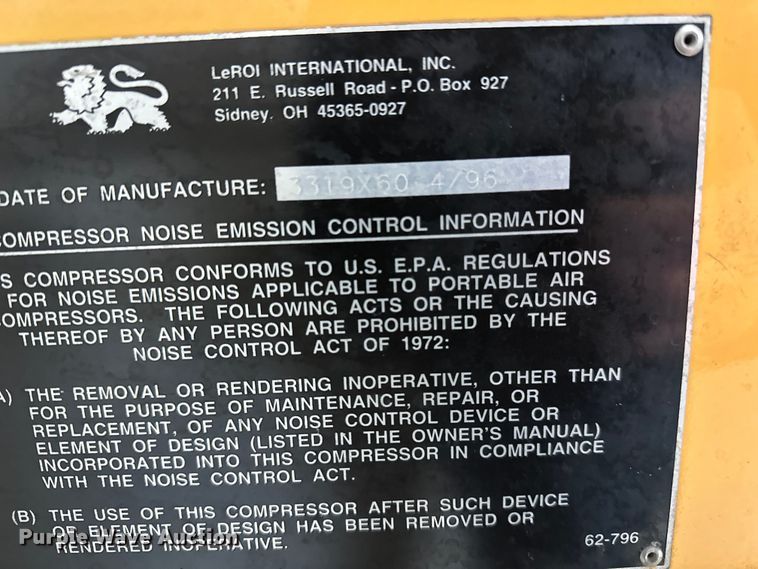 LeROI INTERNATIONAL, INC.
211 E. Russell Road - P.O. Box 927
Sidney, OH 45365-0927
DATE OF MANUFACTURE: 3319X60 4/96
COMPRESSOR NOISE EMISSION CONTROL INFORMATION
S COMPRESSOR CONFORMS TO U.S. E.P.A. REGULATIONS
FOR NOISE EMISSIONS APPLICABLE TO PORTABLE AIR
COMPRESSORS. THE FOLLOWING ACTS OR THE CAUSING
THEREOF BY ANY PERSON ARE PROHIBITED BY THE
NOISE CONTROL ACT OF 1972:
A) THE REMOVAL OR RENDERING INOPERATIVE, OTHER THAN
FOR THE PURPOSE OF MAINTENANCE, REPAIR, OR
REPLACEMENT, OF ANY NOISE CONTROL DEVICE OR
ELEMENT OF DESIGN (LISTED IN THE OWNER'S MANUAL)
INCORPORATED INTO THIS COMPRESSOR IN COMPLIANCE
WITH THE NOISE CONTROL ACT.
(B) THE USE OF THIS COMPRESSOR AFTER SUCH DEVICE
OR ELEMENT OF DESIGN HAS BEEN REMOVED OR
RENDERED INOPERATIVE.
62-796
Purple Wave Auction